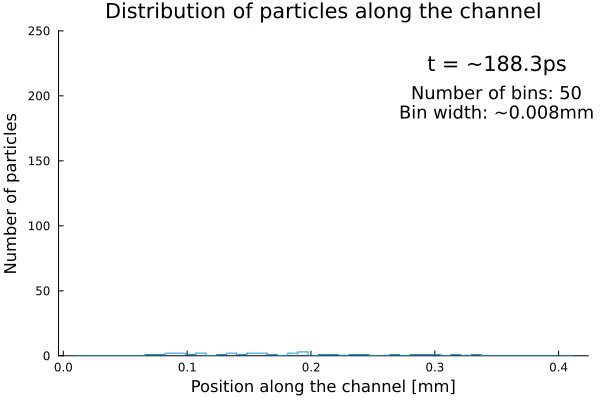 Distribution of particles along the channel
t = ~188.3ps
Number of bins: 50
Bin width: ~0.008mm
Number of particles
250
200
150
100
50
0
0.0 0.1 0.2 0.3 0.4
Position along the channel [mm]